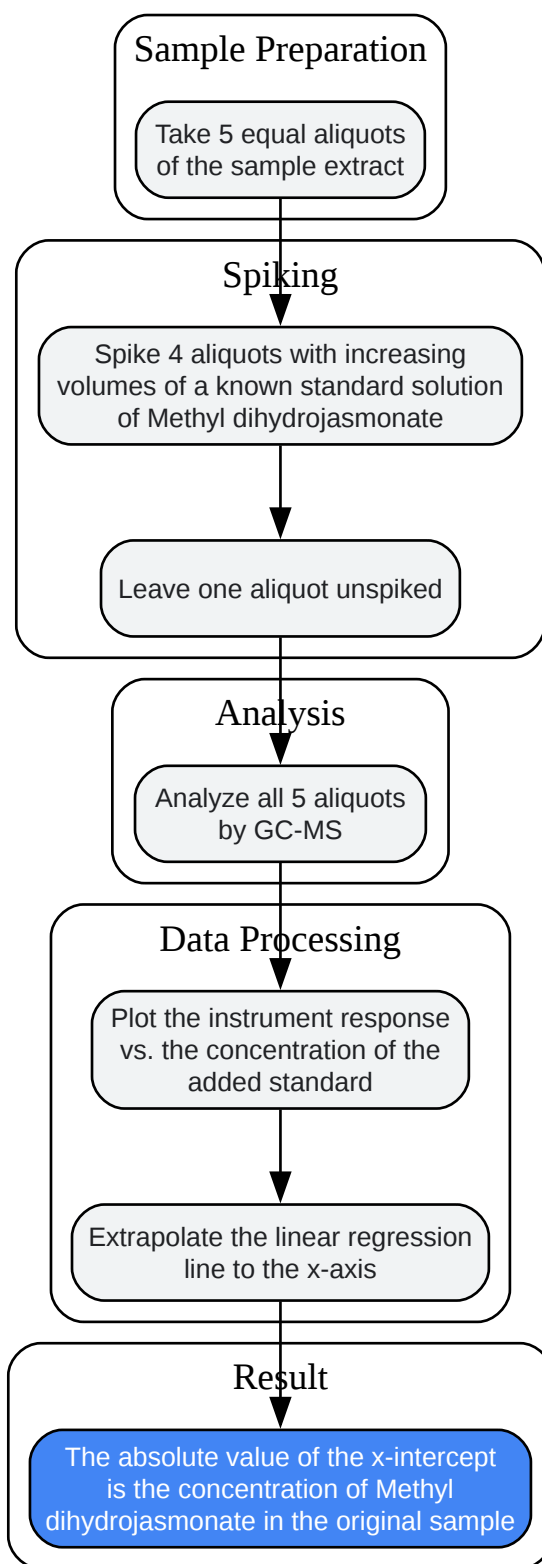 Sample Preparation
Take 5 equal aliquots
of the sample extract
Spiking
Spike 4 aliquots with increasing
volumes of a known standard solution
of Methyl dihydrojasmonate
Leave one aliquot unspiked
Analysis
Analyze all 5 aliquots
by GC-MS
Data Processing
Plot the instrument response
vs. the concentration of the
added standard
Extrapolate the linear regression
line to the x-axis
Result
The absolute value of the x-intercept
is the concentration of Methyl
dihydrojasmonate in the original sample